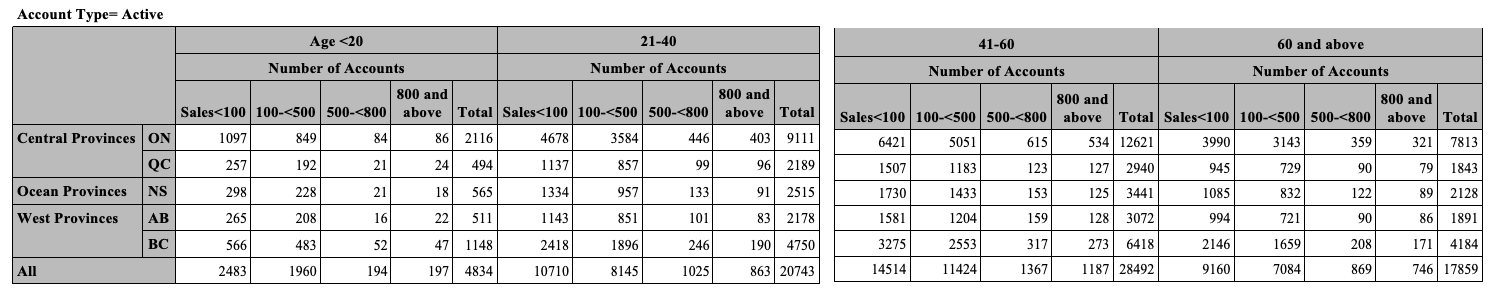 Account Type= Active
Age <20 21-40 41-60 60 and above
Number of Accounts Number of Accounts Number of Accounts Number of Accounts
Sales<100 100-<500 500-<800 800 and above Total Sales<100 100-<500 500-<800 800 and above Total Sales<100 100-<500 500-<800 800 and above Total Sales<100 100-<500 500-<800 800 and above Total
Central Provinces ON 1097 849 84 86 2116 4678 3584 446 403 9111 6421 5051 615 534 12621 3990 3143 359 321 7813
QC 257 192 21 24 494 1137 857 99 96 2189 1507 1183 123 127 2940 945 729 90 79 1843
Ocean Provinces NS 298 228 21 18 565 1334 957 133 91 2515 1730 1433 153 125 3441 1085 832 122 89 2128
West Provinces AB 265 208 16 22 511 1143 851 101 83 2178 1581 1204 159 128 3072 994 721 90 86 1891
BC 566 483 52 47 1148 2418 1896 246 190 4750 3275 2553 317 273 6418 2146 1659 208 171 4184
All 2483 1960 194 197 4834 10710 8145 1025 863 20743 14514 11424 1367 1187 28492 9160 7084 869 746 17859